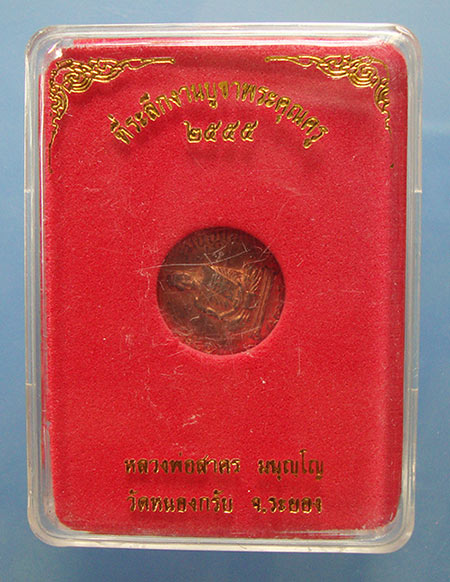 ที่ระลึกงานบูชาพระคุณครู
๒๕๕๕
หลวงพ่อสาคร มนุญโญ
วัดหนองกรับ จ.ระยอง